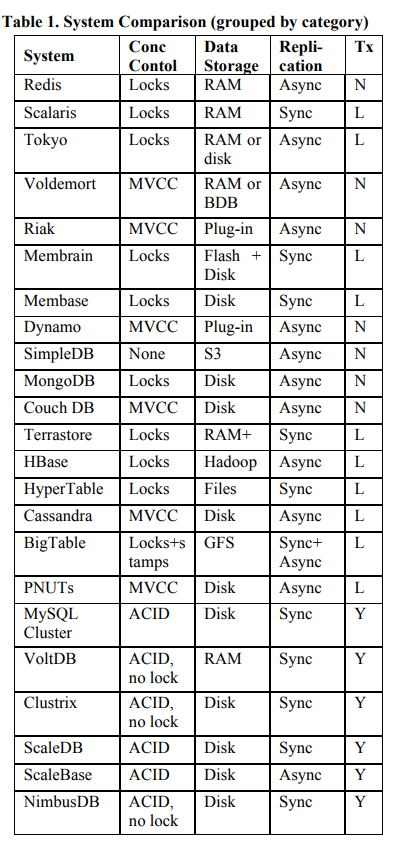 Table 1. System Comparison (grouped by category)
System Conc Contol Data Storage Repli- cation Tx
Redis Locks RAM Async N
Scalaris Locks RAM Sync L
Tokyo Locks RAM or disk Async L
Voldemort MVCC RAM or BDB Async N
Riak MVCC Plug-in Async N
Membrain Locks Flash + Disk Sync L
Membase Locks Disk Sync L
Dynamo MVCC Plug-in Async N
SimpleDB None S3 Async N
MongoDB Locks Disk Async N
Couch DB MVCC Disk Async N
Terrastore Locks RAM+ Sync L
HBase Locks Hadoop Async L
HyperTable Locks Files Sync L
Cassandra MVCC Disk Async L
BigTable Locks+s tamps GFS Sync+ Async L
PNUTs MVCC Disk Async L
MySQL Cluster ACID Disk Sync Y
VoltDB ACID, no lock RAM Sync Y
Clustrix ACID, no lock Disk Sync Y
ScaleDB ACID Disk Sync Y
ScaleBase ACID Disk Async Y
NimbusDB ACID, no lock Disk Sync Y